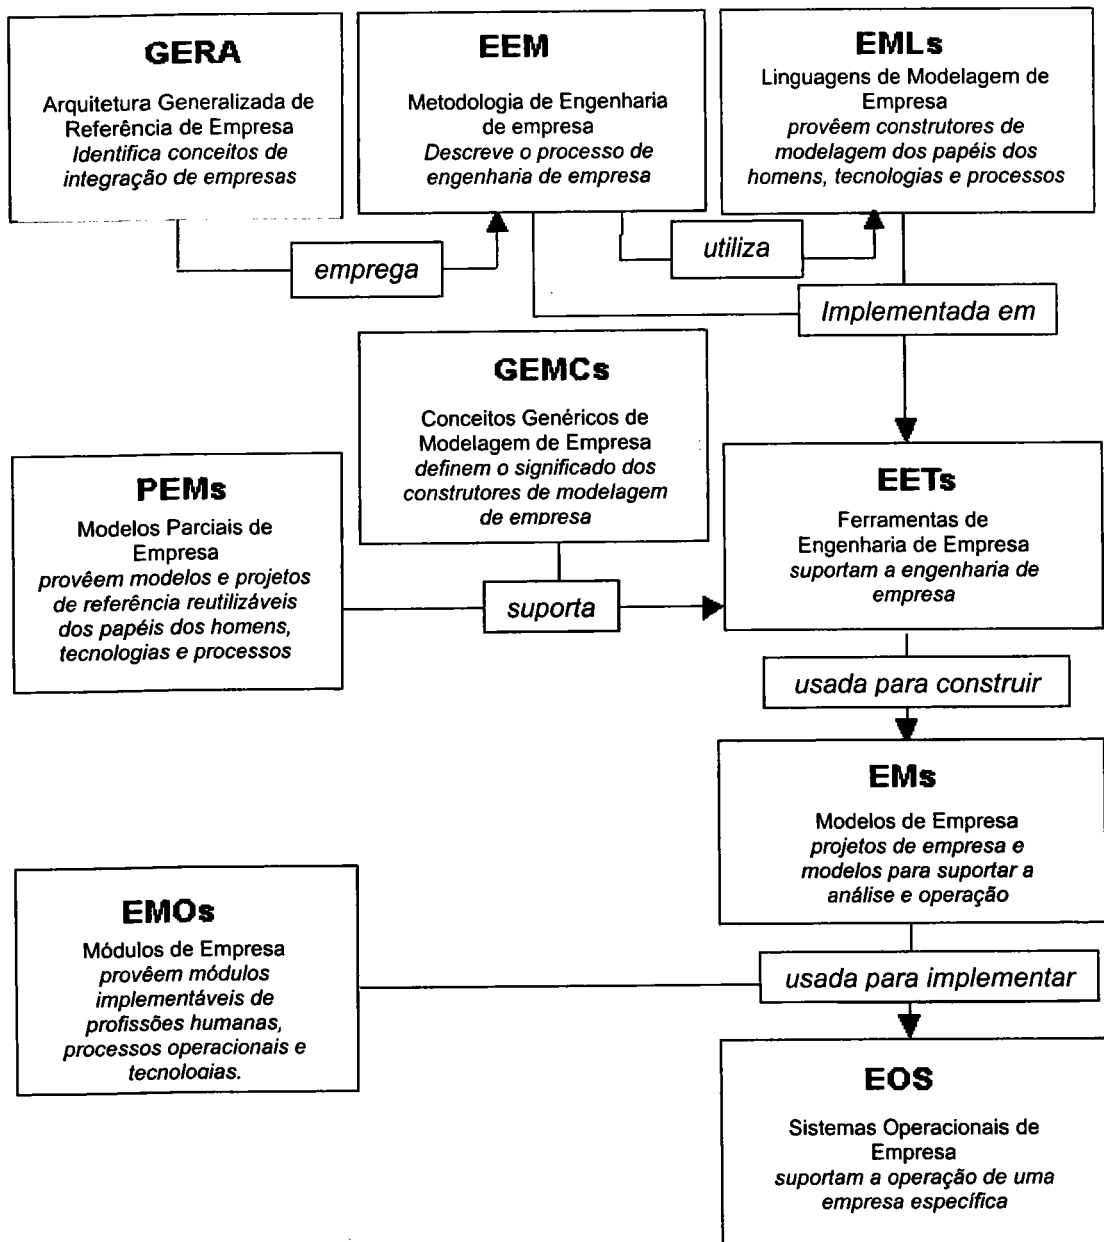 GERA
Arquitetura Generalizada de
Referência de Empresa
Identifica conceitos de
integração de empresas
EEM
Metodologia de Engenharia
de empresa
Descreve o processo de
engenharia de empresa
EMLs
Linguagens de Modelagem de
Empresa
provêem construtores de
modelagem dos papéis dos
homens, tecnologias e processos
emprega
utiliza
Implementada em
GEMCs
Conceitos Genéricos de
Modelagem de Empresa
definem o significado dos
construtores de modelagem
de empresa
PEMs
Modelos Parciais de
Empresa
provêem modelos e projetos
de referência reutilizáveis
dos papéis dos homens,
tecnologias e processos
suporta
EETs
Ferramentas de
Engenharia de Empresa
suportam a engenharia de
empresa
usada para construir
EMs
Modelos de Empresa
projetos de empresa e
modelos para suportar a
análise e operação
EMOs
Módulos de Empresa
provêem módulos
implementáveis de
profissões humanas,
processos operacionais e
tecnologias.
usada para implementar
EOS
Sistemas Operacionais de
Empresa
suportam a operação de uma
empresa específica